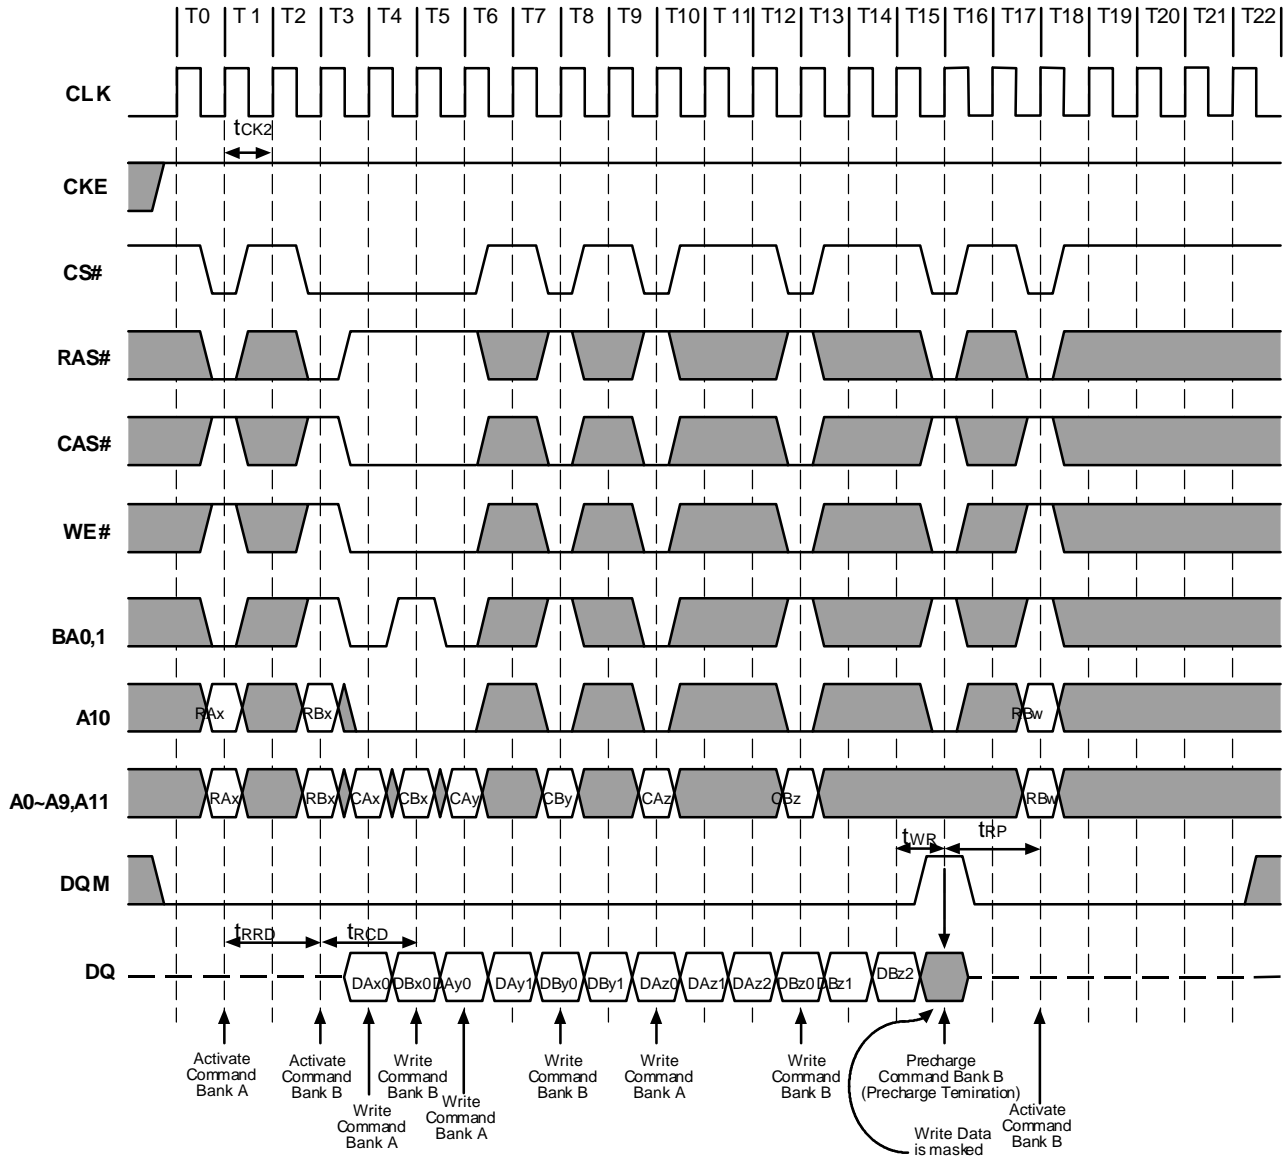 T0 T 1 T2 T3 T4 T5 T6 T7 T8 T9 T10 T 11 T12 T13 T14 T15 T16 T17 T18 T19 T20 T21 T22
CLK
tCK2
CKE
CS#
RAS#
CAS#
WE#
BA0,1
A10
RAx RBx RBw
A0~A9,A11
RAx RBx CAx CBx CAy CBy CAz CBz RBw
tWR tRP
DQM
tRRD tRCD
DQ
DAx0 DBx0 DAy0 DAy1 DBy0 DBy1 DAz0 DAz1 DAz2 DBz0 DBz1 DBz2
Activate
Command
Bank A
Activate
Command
Bank B
Write
Command
Bank A
Write
Command
Bank B
Write
Command
Bank A
Write
Command
Bank B
Write
Command
Bank A
Write
Command
Bank B
Precharge
Command Bank B
(Precharge Temination)
Write Data
is masked
Activate
Command
Bank B